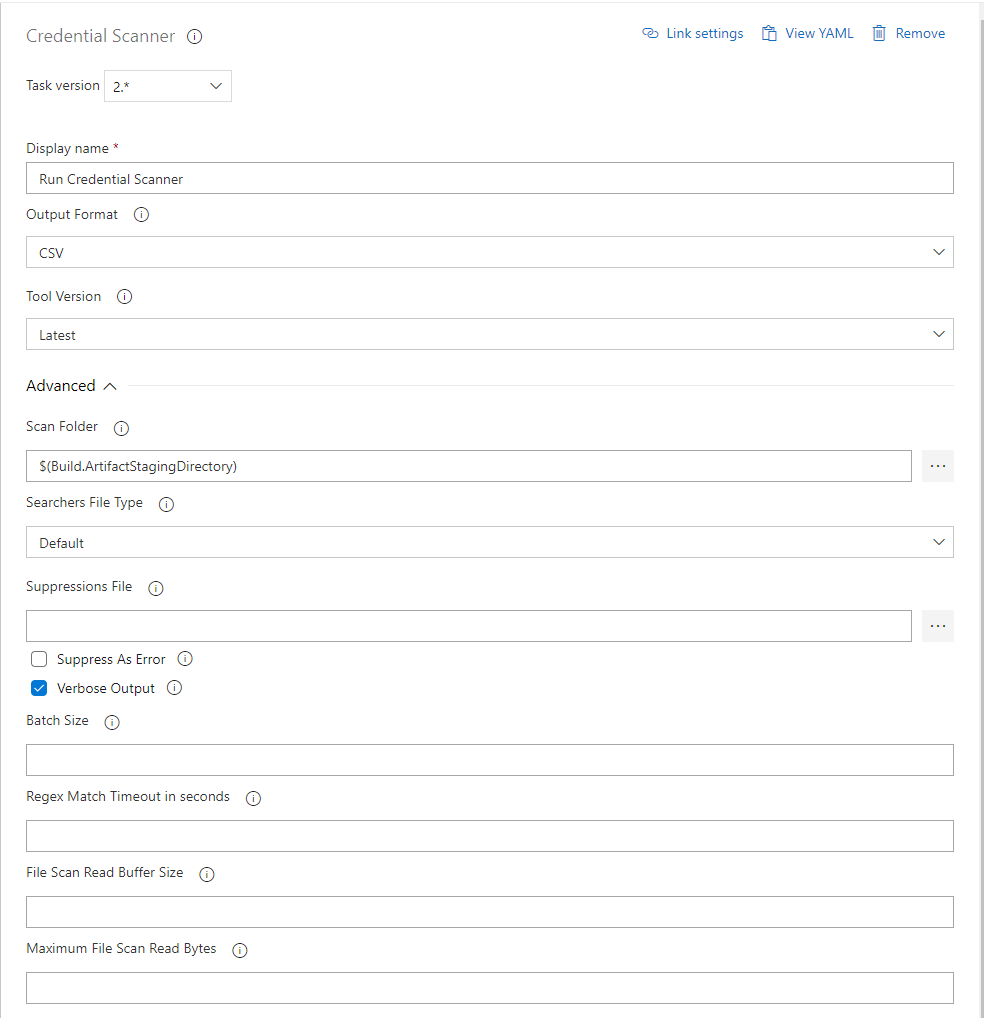 Credential Scanner
Link settings View YAML Remove
Task version 2.*
Display name *
Run Credential Scanner
Output Format
CSV
Tool Version
Latest
Advanced
Scan Folder
$(Build.ArtifactStagingDirectory)
Searchers File Type
Default
Suppressions File
Suppress As Error
Verbose Output
Batch Size
Regex Match Timeout in seconds
File Scan Read Buffer Size
Maximum File Scan Read Bytes